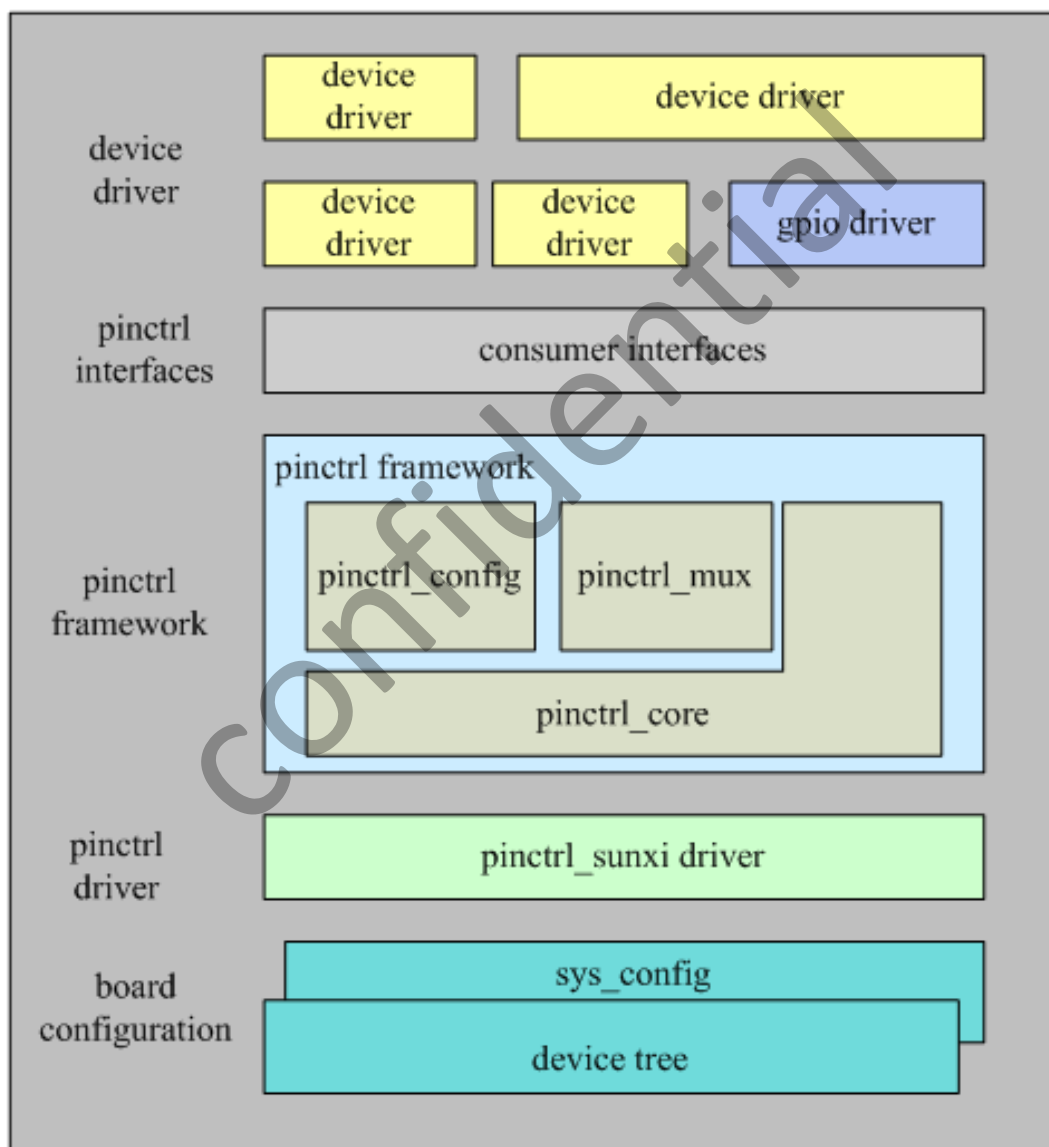 device
driver
device driver
device
driver
device
driver
device
driver
gpio driver
pinctrl
interfaces
consumer interfaces
pinctrl framework
pinctrl_config
pinctrl_mux
pinctrl
framework
pinctrl_core
pinctrl
driver
pinctrl_sunxi driver
board
configuration
sys_config
device tree
confidential